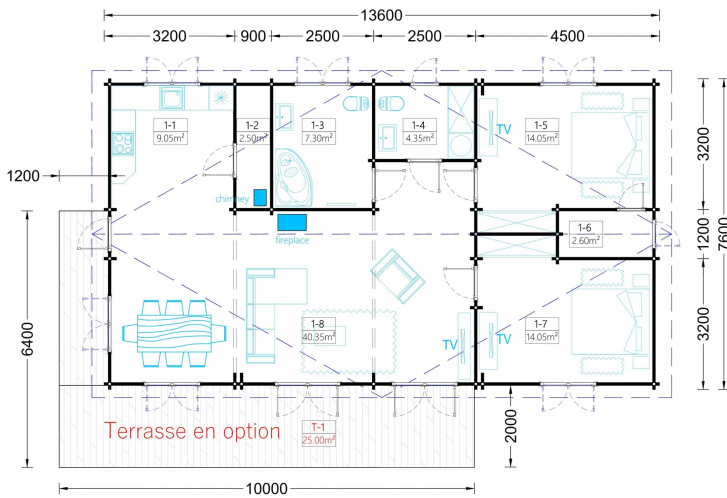 13600
3200 900 2500 2500 4500
1-1
9.05m²
1-2
2.50m²
1-3
7.30m²
1-4
4.35m²
TV
1-5
14.05m²
3200
1200
chimney
fireplace
1-6
2.60m²
1200
7600
6400
1-8
40.35m²
TV
TV
1-7
14.05m²
3200
Terrasse en option
T-1
25.00m²
2000
10000